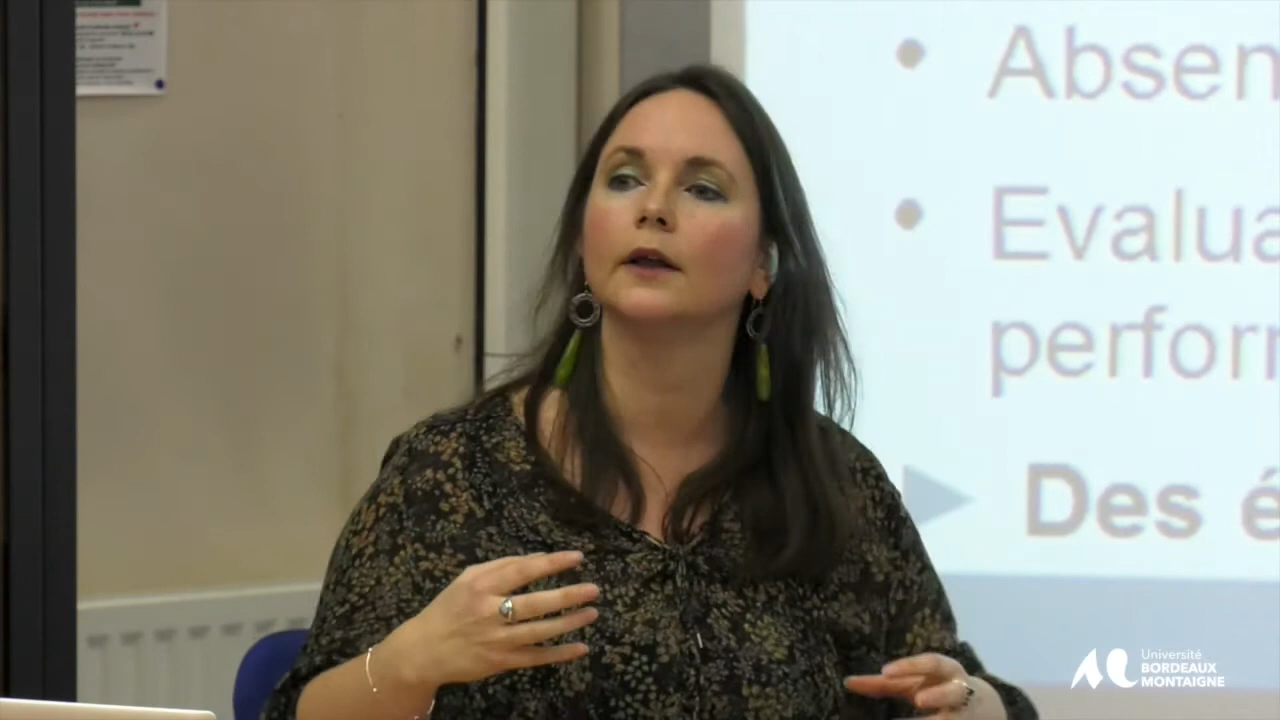 Absen
Evalua
perfor
Des é
Université
BORDEAUX
MONTAIGNE